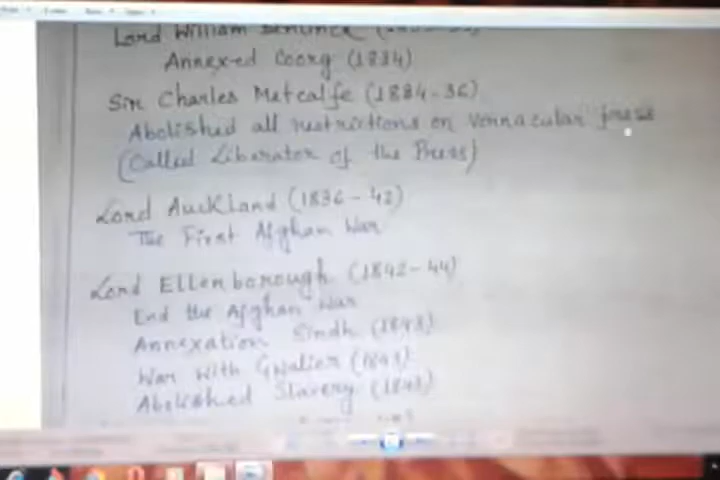 Lord William Bentinck
Annexed Coorg (1834)
Sir Charles Metcalfe (1834-36)
Abolished all restrictions on vernacular press
(Called Liberator of the Press)
Lord Auckland (1836-42)
The First Afghan War
Lord Ellenborough (1842-44)
End the Afghan War
Annexation Sindh (1843)
War with Gwalior (1843)
Abolished Slavery (1843)